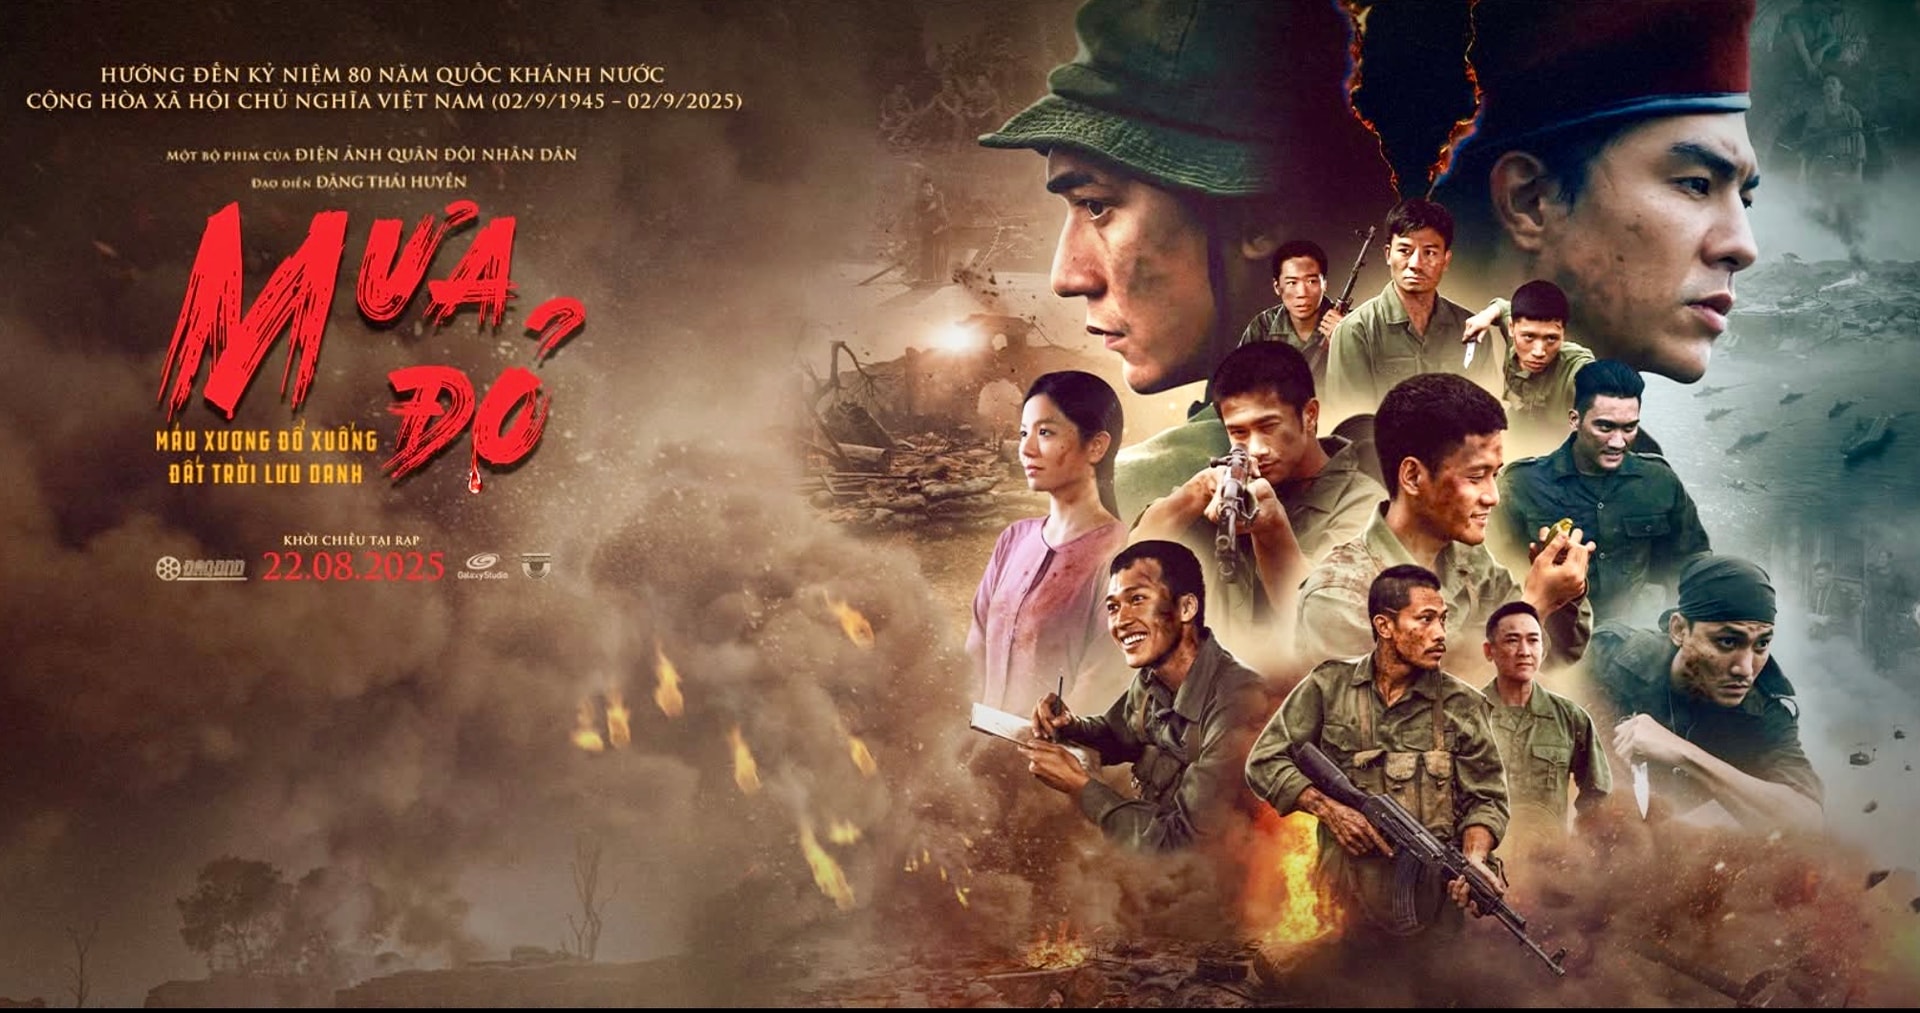 HƯỚNG ĐẾN KỶ NIỆM 80 NĂM QUỐC KHÁNH NƯỚC
CỘNG HÒA XÃ HỘI CHỦ NGHĨA VIỆT NAM (02/9/1945 - 02/9/2025)
MỘT BỘ PHIM CỦA ĐIỆN ẢNH QUÂN ĐỘI NHÂN DÂN
ĐẠO DIỄN ĐẶNG THÁI HUYỀN
MƯA
ĐỎ
MÁU XƯƠNG ĐỔ XUỐNG
ĐẤT TRỜI LƯU DANH
KHỞI CHIẾU TẠI RẠP
ĐAQĐND 22.08.2025 GalaxyStudio